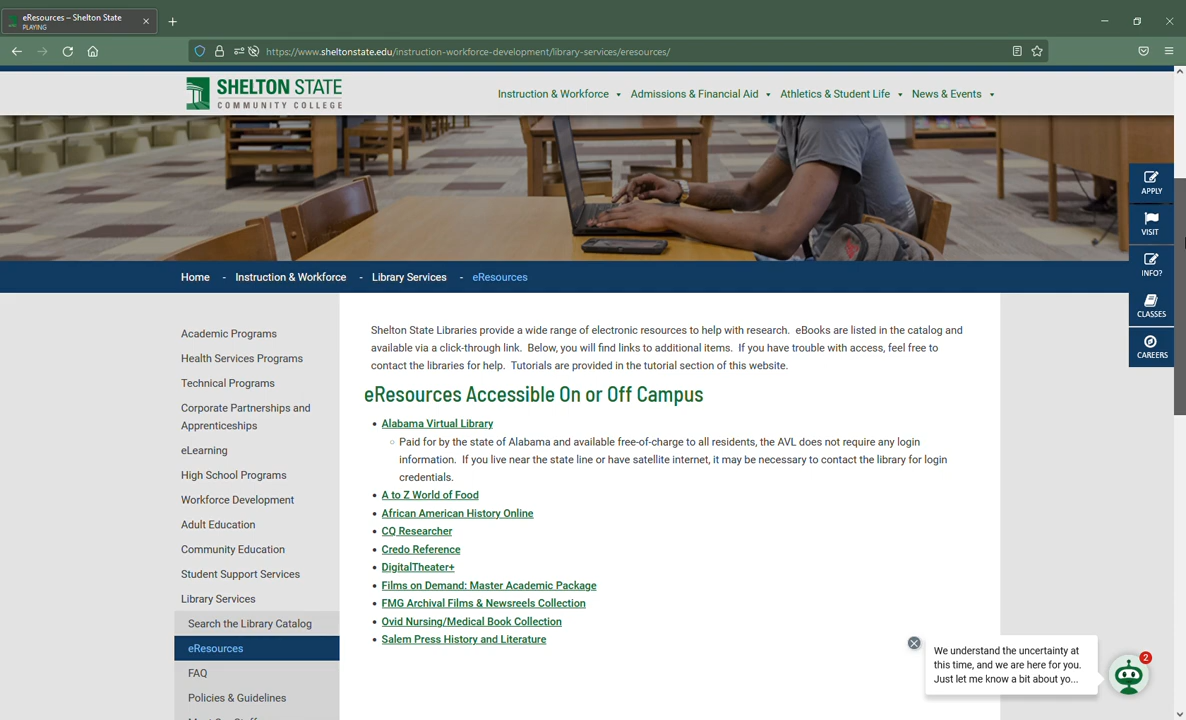 eResources – Shelton State
PLAYING
https://www.sheltonstate.edu/instruction-workforce-development/library-services/eresources/
SHELTON STATE
COMMUNITY COLLEGE
Instruction & Workforce
Admissions & Financial Aid
Athletics & Student Life
News & Events
APPLY
VISIT
INFO?
CLASSES
CAREERS
Home - Instruction & Workforce - Library Services - eResources
Academic Programs
Health Services Programs
Technical Programs
Corporate Partnerships and
Apprenticeships
eLearning
High School Programs
Workforce Development
Adult Education
Community Education
Student Support Services
Library Services
Search the Library Catalog
eResources
FAQ
Policies & Guidelines
Shelton State Libraries provide a wide range of electronic resources to help with research. eBooks are listed in the catalog and
available via a click-through link. Below, you will find links to additional items. If you have trouble with access, feel free to
contact the libraries for help. Tutorials are provided in the tutorial section of this website.
eResources Accessible On or Off Campus
Alabama Virtual Library
Paid for by the state of Alabama and available free-of-charge to all residents, the AVL does not require any login
information. If you live near the state line or have satellite internet, it may be necessary to contact the library for login
credentials.
A to Z World of Food
African American History Online
CQ Researcher
Credo Reference
DigitalTheater+
Films on Demand: Master Academic Package
FMG Archival Films & Newsreels Collection
Ovid Nursing/Medical Book Collection
Salem Press History and Literature
We understand the uncertainty at
this time, and we are here for you.
Just let me know a bit about yo...
2